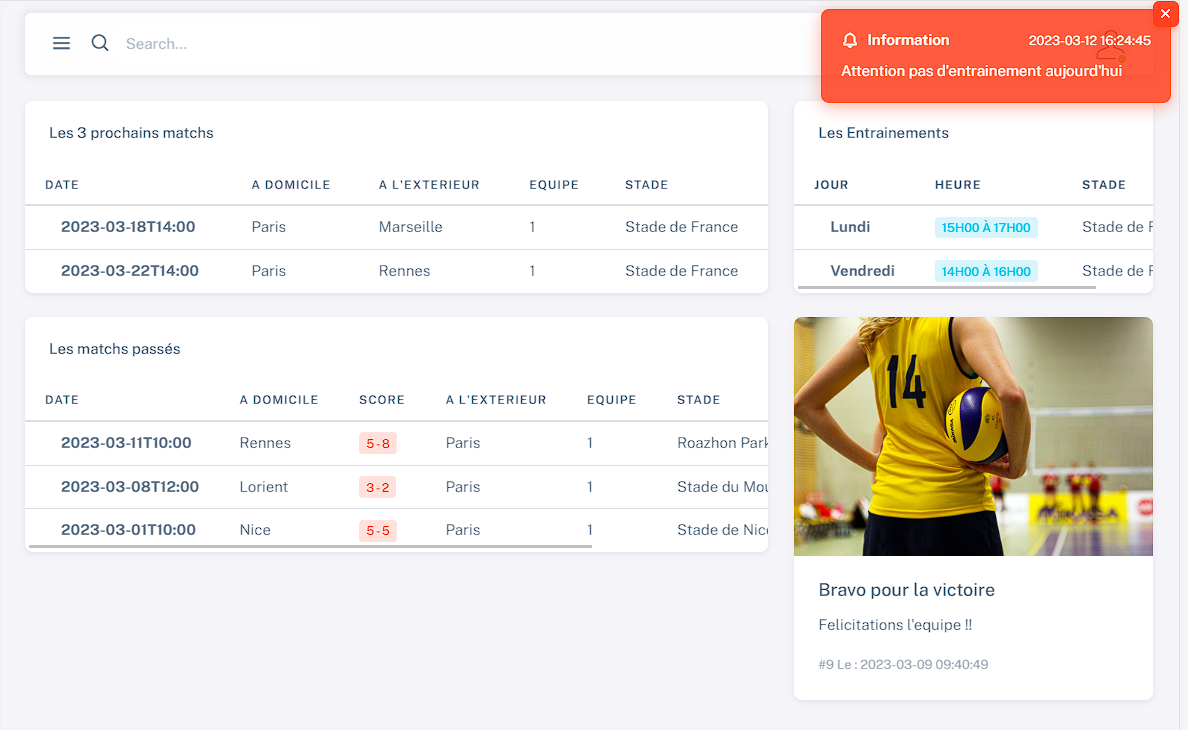 Search...
Information 2023-03-12 16:24:45
Attention pas d'entrainement aujourd'hui
Les 3 prochains matchs
DATE A DOMICILE A L'EXTERIEUR EQUIPE STADE
2023-03-18T14:00 Paris Marseille 1 Stade de France
2023-03-22T14:00 Paris Rennes 1 Stade de France
Les Entrainements
JOUR HEURE STADE
Lundi 15H00 À 17H00 Stade de F
Vendredi 14H00 À 16H00 Stade de F
Les matchs passés
DATE A DOMICILE SCORE A L'EXTERIEUR EQUIPE STADE
2023-03-11T10:00 Rennes 5-8 Paris 1 Roazhon Park
2023-03-08T12:00 Lorient 3-2 Paris 1 Stade du Mou
2023-03-01T10:00 Nice 5-5 Paris 1 Stade de Nice
14
Bravo pour la victoire
Felicitations l'equipe !!
#9 Le : 2023-03-09 09:40:49